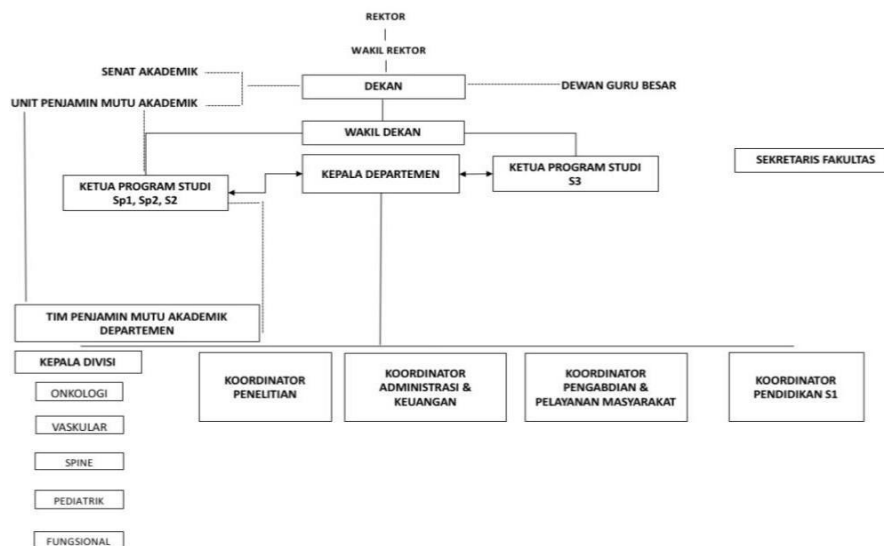 REKTOR
WAKIL REKTOR
SENAT AKADEMIK
DEKAN
DEWAN GURU BESAR
UNIT PENJAMIN MUTU AKADEMIK
WAKIL DEKAN
KETUA PROGRAM STUDI
Sp1, Sp2, S2
KEPALA DEPARTEMEN
KETUA PROGRAM STUDI
S3
SEKRETARIS FAKULTAS
TIM PENJAMIN MUTU AKADEMIK
DEPARTEMEN
KEPALA DIVISI
ONKOLOGI
VASKULAR
SPINE
PEDIATRIK
FUNGSIONAL
KOORDINATOR
PENELITIAN
KOORDINATOR
ADMINISTRASI &
KEUANGAN
KOORDINATOR
PENGABDIAN &
PELAYANAN MASYARAKAT
KOORDINATOR
PENDIDIKAN S1